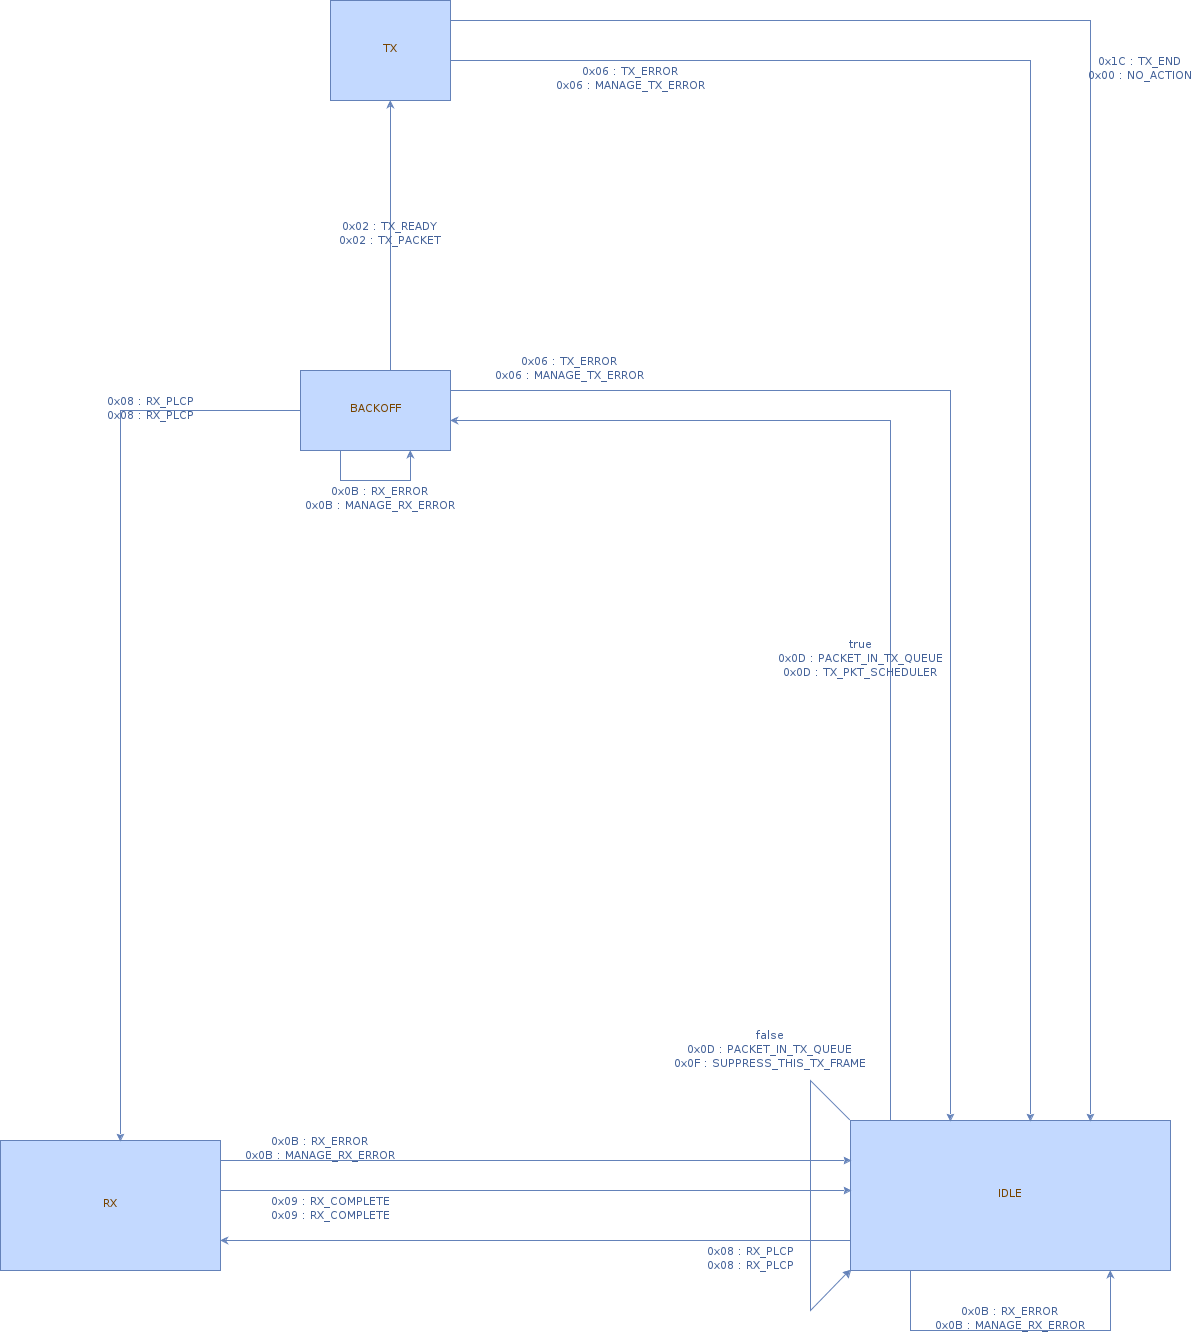 TX
0x1C : TX_END
0x00 : NO_ACTION
0x06 : TX_ERROR
0x06 : MANAGE_TX_ERROR
0x02 : TX_READY
0x02 : TX_PACKET
0x06 : TX_ERROR
0x06 : MANAGE_TX_ERROR
BACKOFF
0x08 : RX_PLCP
0x08 : RX_PLCP
0x0B : RX_ERROR
0x0B : MANAGE_RX_ERROR
true
0x0D : PACKET_IN_TX_QUEUE
0x0D : TX_PKT_SCHEDULER
false
0x0D : PACKET_IN_TX_QUEUE
0x0F : SUPPRESS_THIS_TX_FRAME
0x0B : RX_ERROR
0x0B : MANAGE_RX_ERROR
RX
0x09 : RX_COMPLETE
0x09 : RX_COMPLETE
IDLE
0x08 : RX_PLCP
0x08 : RX_PLCP
0x0B : RX_ERROR
0x0B : MANAGE_RX_ERROR